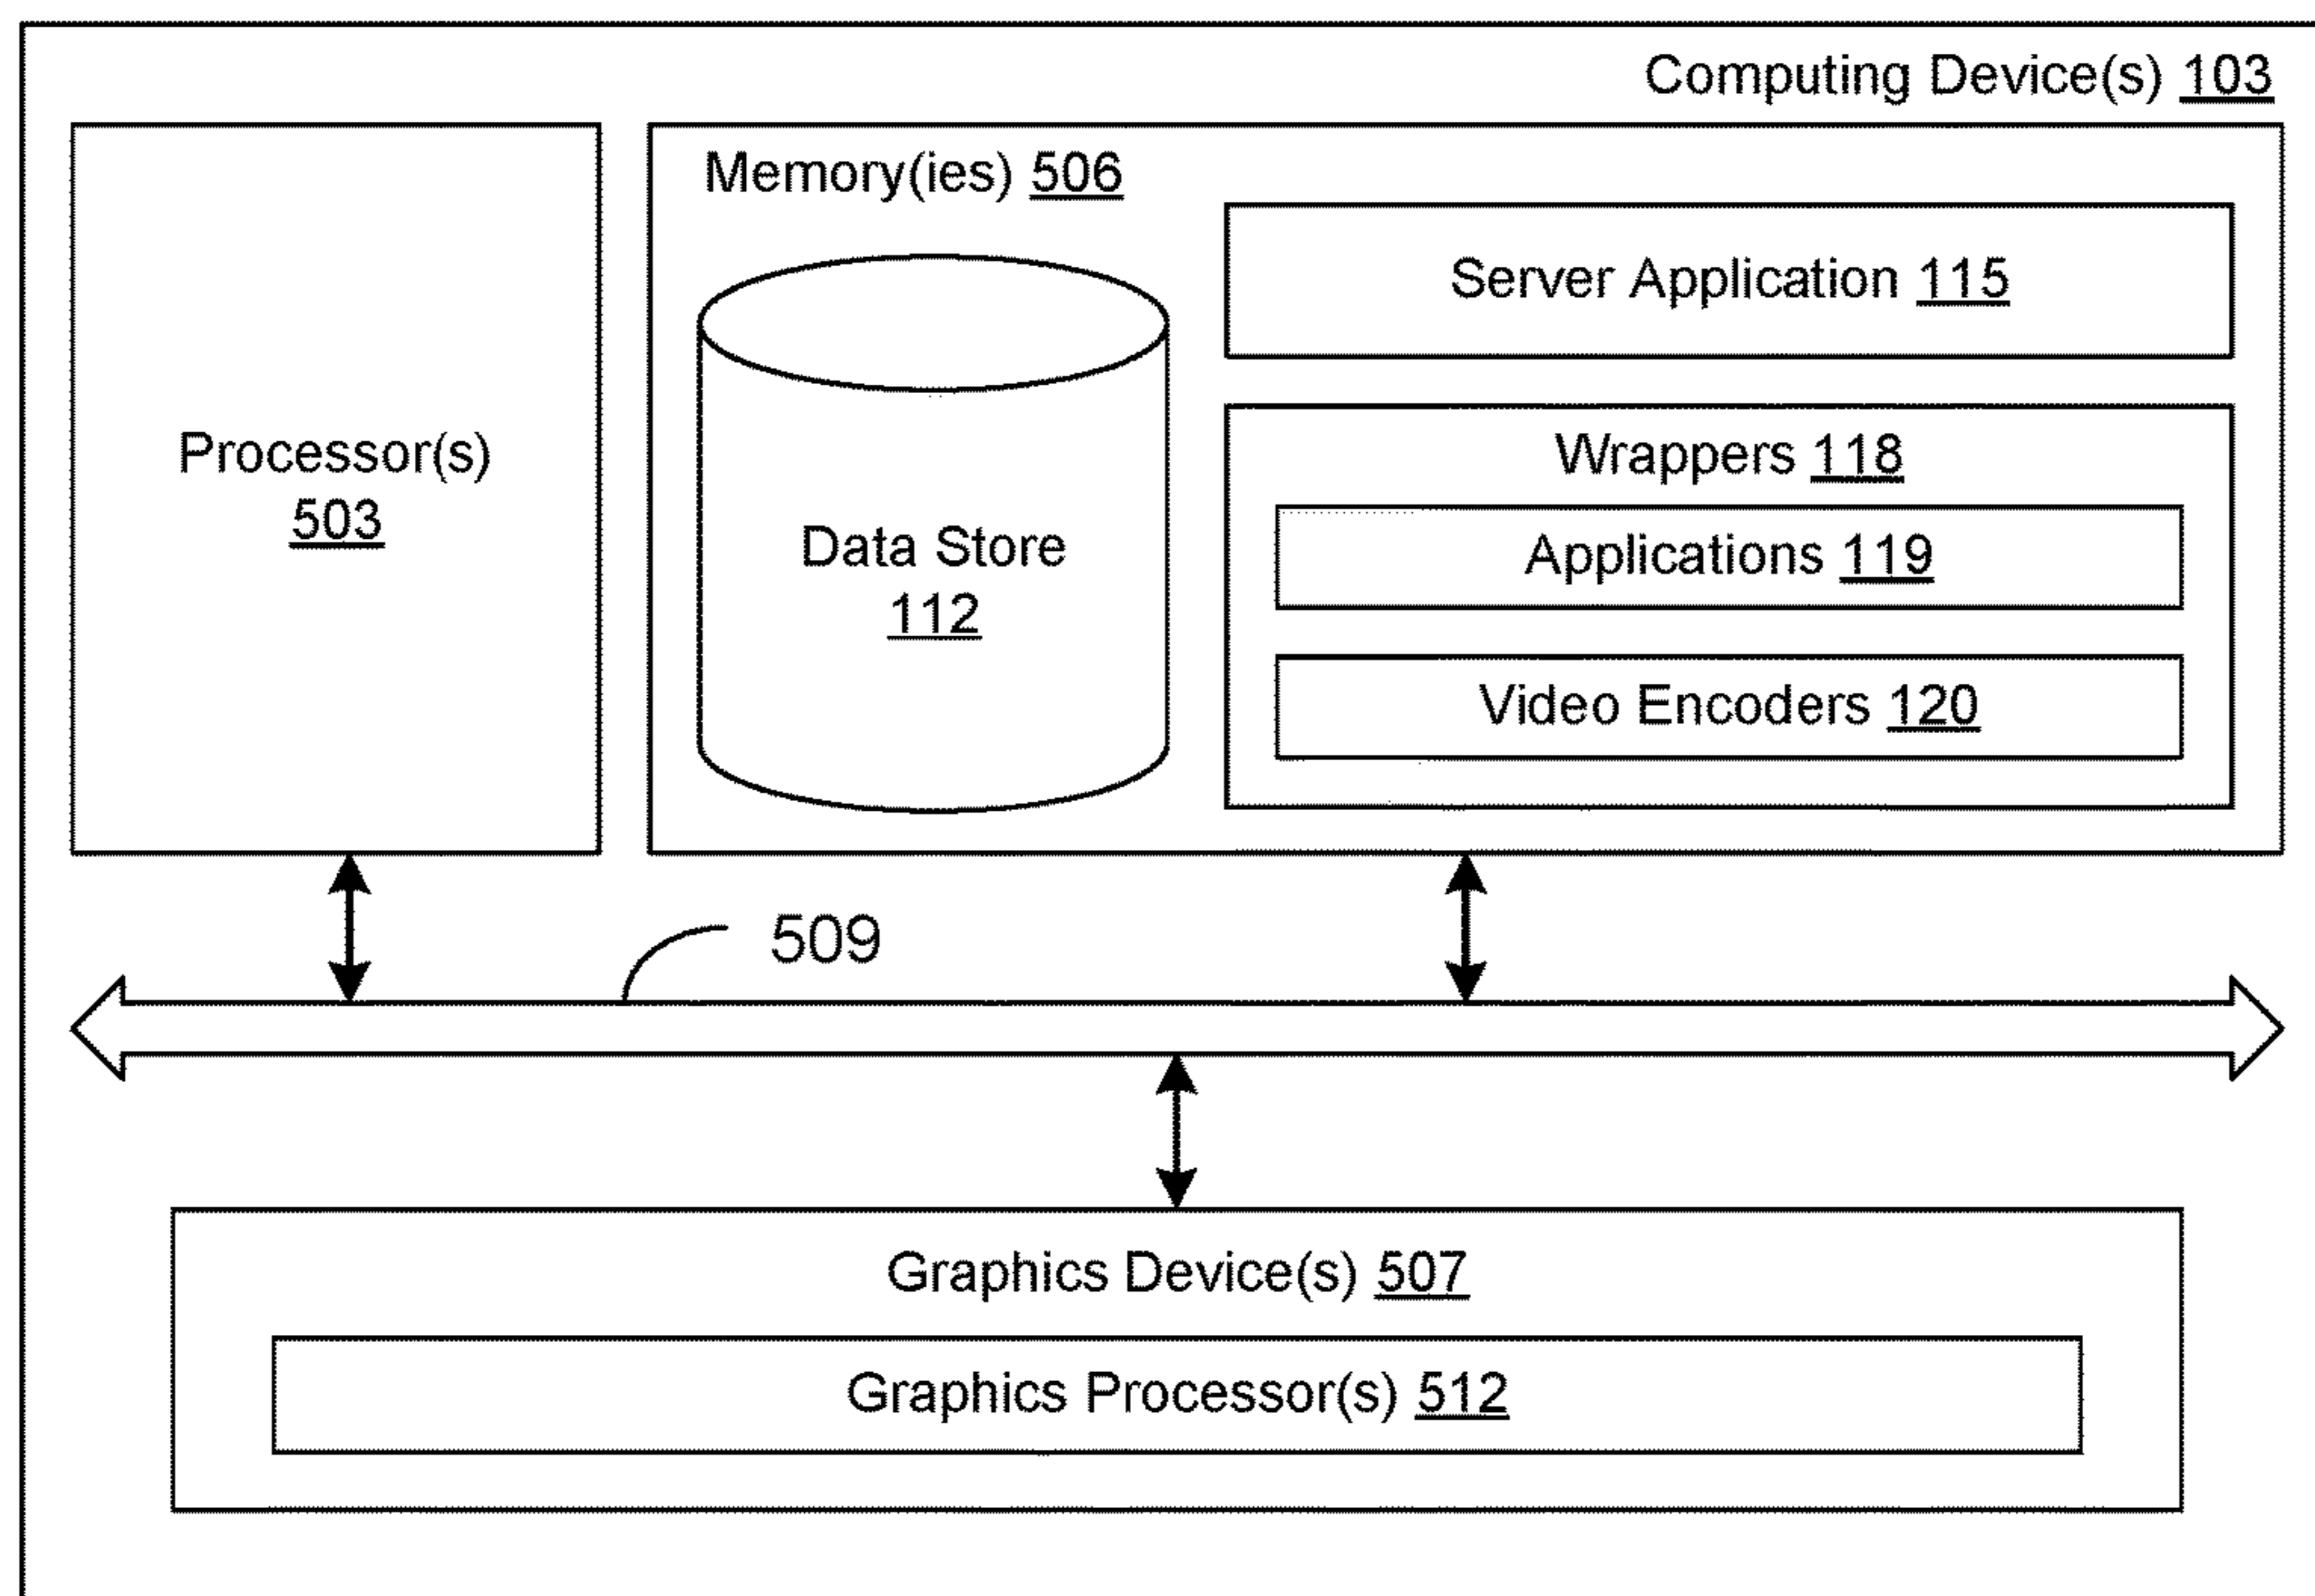 Computing Device(s) 103
Processor(s)
503
Memory(ies) 506
Data Store
112
Server Application 115
Wrappers 118
Applications 119
Video Encoders 120
509
Graphics Device(s) 507
Graphics Processor(s) 512